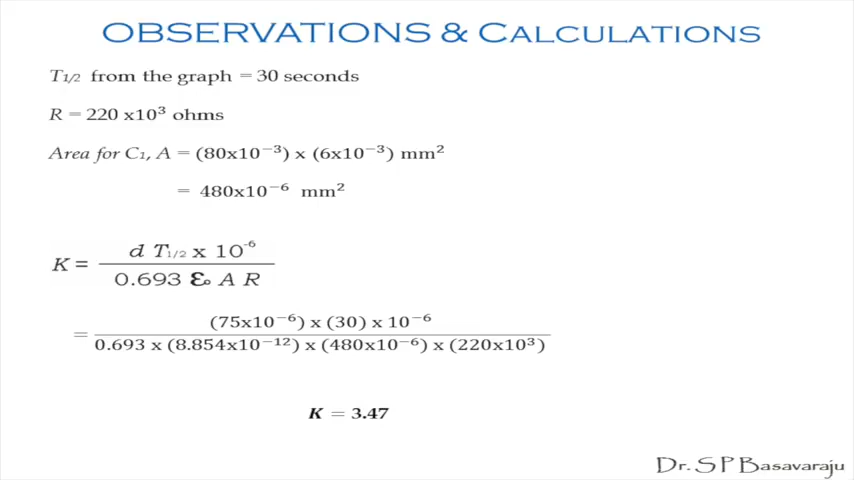 OBSERVATIONS & CALCULATIONS
T1/2 from the graph = 30 seconds
R = 220 x10³ ohms
Area for C₁, A = (80x10⁻³) x (6x10⁻³) mm²
= 480x10⁻⁶ mm²
K = d T1/2 x 10⁻⁶ / 0.693 ε₀ A R
= (75x10⁻⁶) x (30) x 10⁻⁶ / 0.693 x (8.854x10⁻¹²) x (480x10⁻⁶) x (220x10³)
K = 3.47
Dr. S P Basavaraju